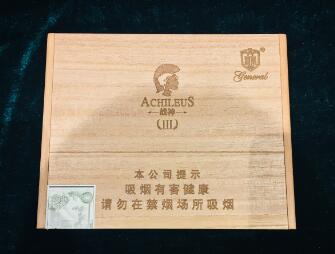 ACHILEUS
®
General
战神
(III)
本公司提示
吸烟有害健康
请勿在禁烟场所吸烟